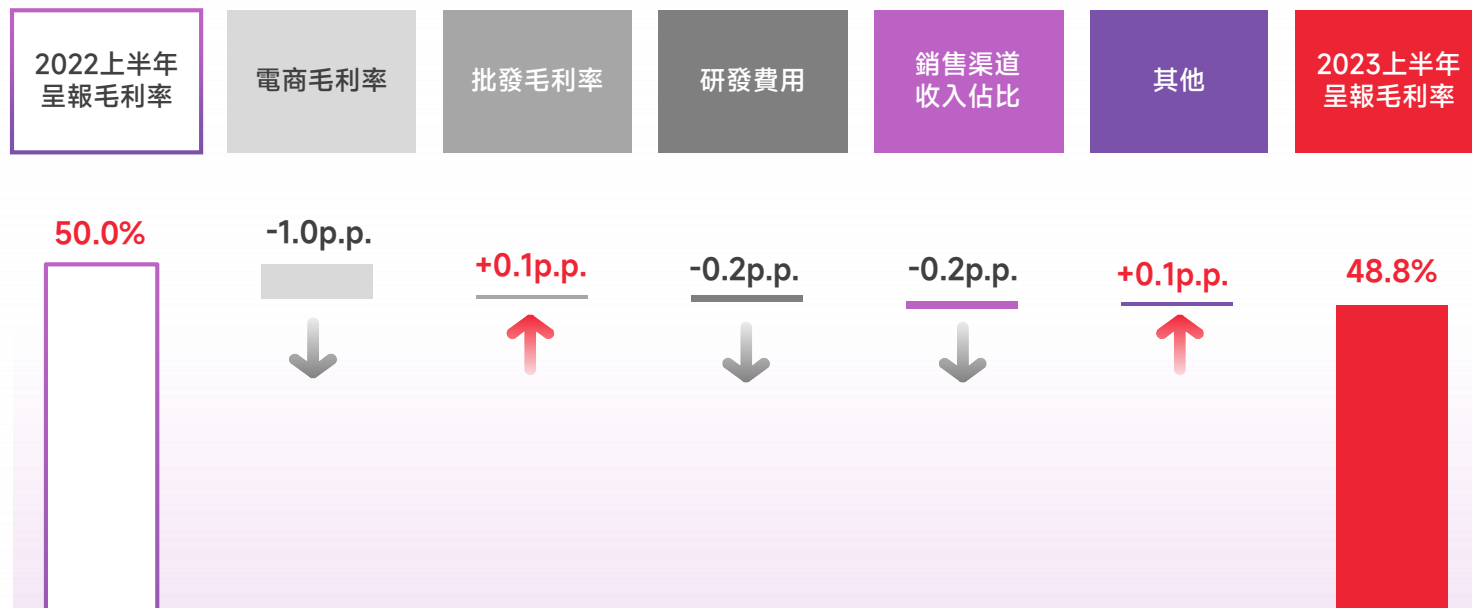 2022上半年
呈報毛利率
電商毛利率
批發毛利率
研發費用
銷售渠道
收入佔比
其他
2023上半年
呈報毛利率
50.0%
-1.0p.p.
+0.1p.p.
-0.2p.p.
-0.2p.p.
+0.1p.p.
48.8%